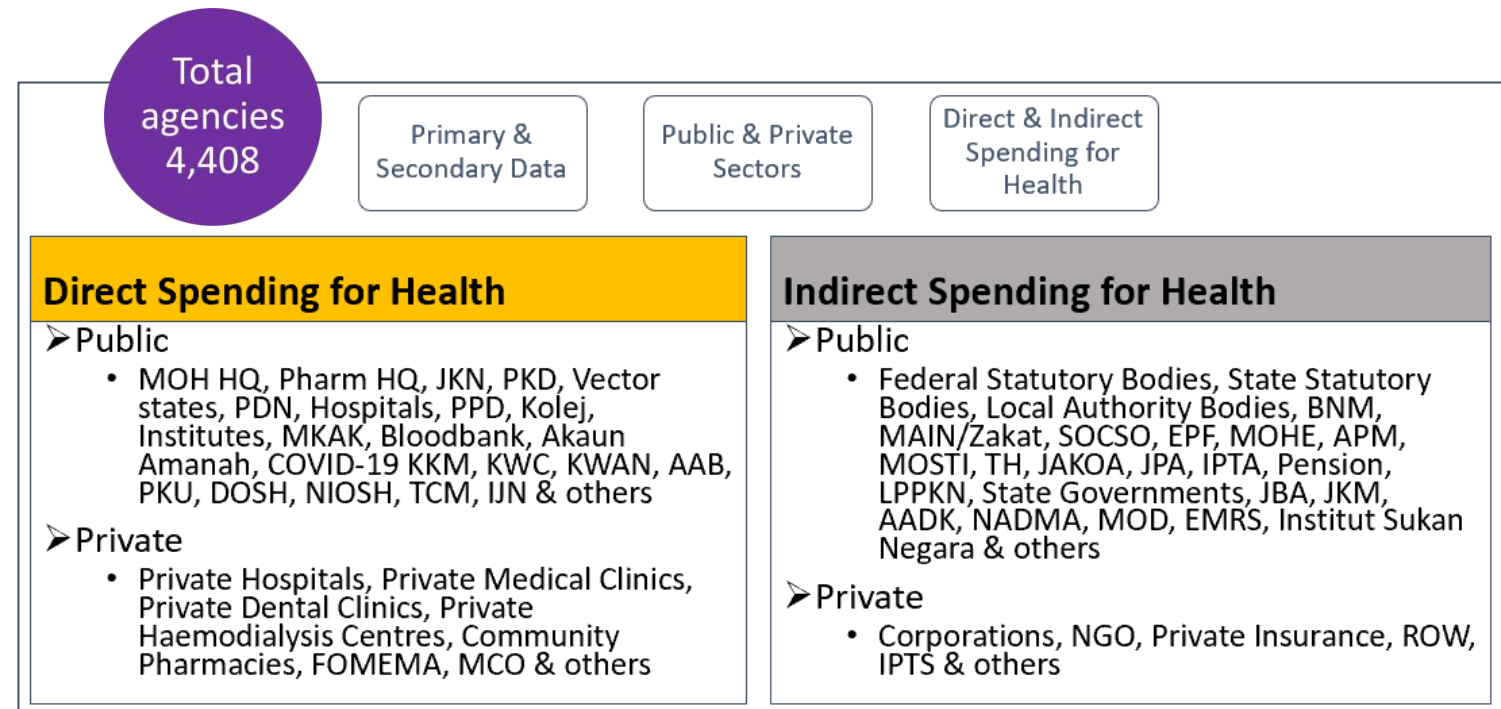 Total
agencies
4,408
Primary &
Secondary Data
Public & Private
Sectors
Direct & Indirect
Spending for
Health
Direct Spending for Health
➢Public
• MOH HQ, Pharm HQ, JKN, PKD, Vector
states, PDN, Hospitals, PPD, Kolej,
Institutes, MKAK, Bloodbank, Akaun
Amanah, COVID-19 KKM, KWC, KWAN, AAB,
PKU, DOSH, NIOSH, TCM, IJN & others
➢Private
• Private Hospitals, Private Medical Clinics,
Private Dental Clinics, Private
Haemodialysis Centres, Community
Pharmacies, FOMEMA, MCO & others
Indirect Spending for Health
➢Public
• Federal Statutory Bodies, State Statutory
Bodies, Local Authority Bodies, BNM,
MAIN/Zakat, SOCSO, EPF, MOHE, APM,
MOSTI, TH, JAKOA, JPA, IPTA, Pension,
LPPKN, State Governments, JBA, JKM,
AADK, NADMA, MOD, EMRS, Institut Sukan
Negara & others
➢Private
• Corporations, NGO, Private Insurance, ROW,
IPTS & others